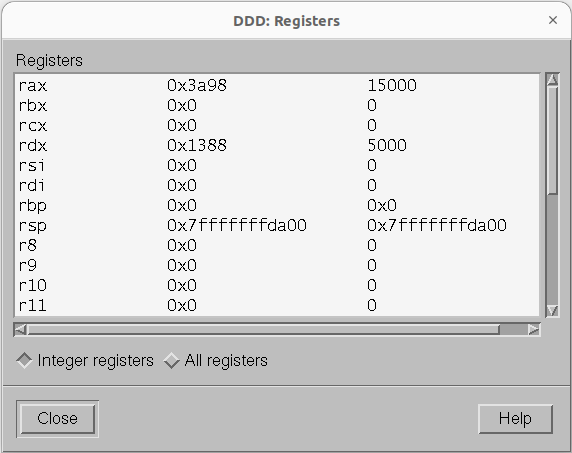 DDD: Registers ×
Registers
rax 0x3a98 15000
rbx 0x0 0
rcx 0x0 0
rdx 0x1388 5000
rsi 0x0 0
rdi 0x0 0
rbp 0x0 0x0
rsp 0x7fffffffda00 0x7fffffffda00
r8 0x0 0
r9 0x0 0
r10 0x0 0
r11 0x0 0
Integer registers All registers
Close Help